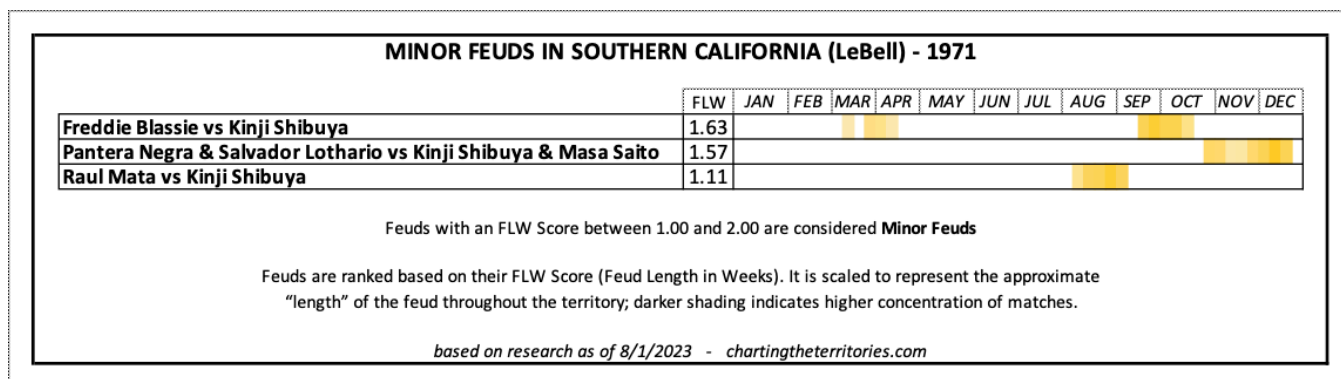 MINOR FEUDS IN SOUTHERN CALIFORNIA (LeBell) - 1971
FLW JAN FEB MAR APR MAY JUN JUL AUG SEP OCT NOV DEC
Freddie Blassie vs Kinji Shibuya 1.63
Pantera Negra & Salvador Lothario vs Kinji Shibuya & Masa Saito 1.57
Raul Mata vs Kinji Shibuya 1.11
Feuds with an FLW Score between 1.00 and 2.00 are considered Minor Feuds
Feuds are ranked based on their FLW Score (Feud Length in Weeks). It is scaled to represent the approximate
“length” of the feud throughout the territory; darker shading indicates higher concentration of matches.
based on research as of 8/1/2023 - chartingtheterritories.com